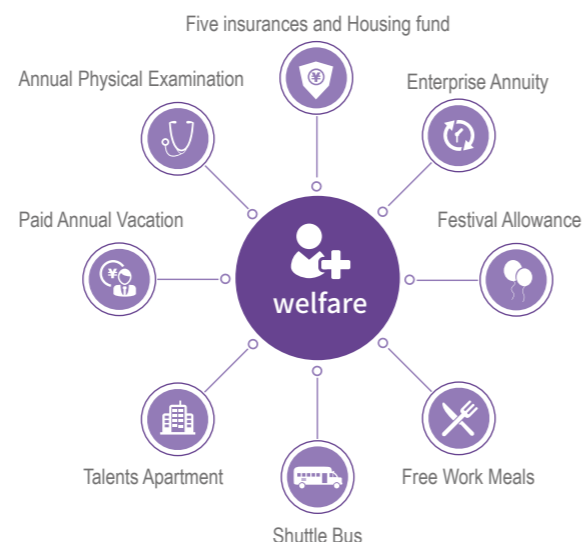 Five insurances and Housing fund
Annual Physical Examination
Enterprise Annuity
Paid Annual Vacation
Festival Allowance
welfare
Talents Apartment
Free Work Meals
Shuttle Bus